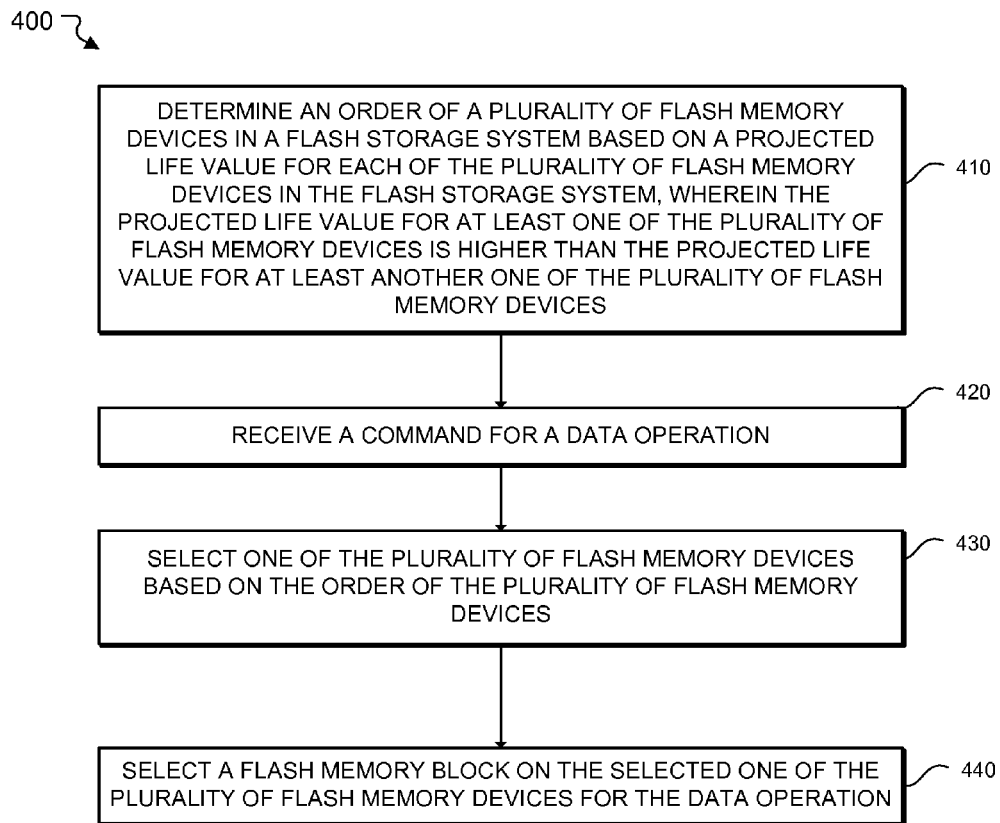 400
DETERMINE AN ORDER OF A PLURALITY OF FLASH MEMORY
DEVICES IN A FLASH STORAGE SYSTEM BASED ON A PROJECTED
LIFE VALUE FOR EACH OF THE PLURALITY OF FLASH MEMORY
DEVICES IN THE FLASH STORAGE SYSTEM, WHEREIN THE
PROJECTED LIFE VALUE FOR AT LEAST ONE OF THE PLURALITY OF
FLASH MEMORY DEVICES IS HIGHER THAN THE PROJECTED LIFE
VALUE FOR AT LEAST ANOTHER ONE OF THE PLURALITY OF FLASH
MEMORY DEVICES
410
420
RECEIVE A COMMAND FOR A DATA OPERATION
430
SELECT ONE OF THE PLURALITY OF FLASH MEMORY DEVICES
BASED ON THE ORDER OF THE PLURALITY OF FLASH MEMORY
DEVICES
SELECT A FLASH MEMORY BLOCK ON THE SELECTED ONE OF THE
PLURALITY OF FLASH MEMORY DEVICES FOR THE DATA OPERATION
440